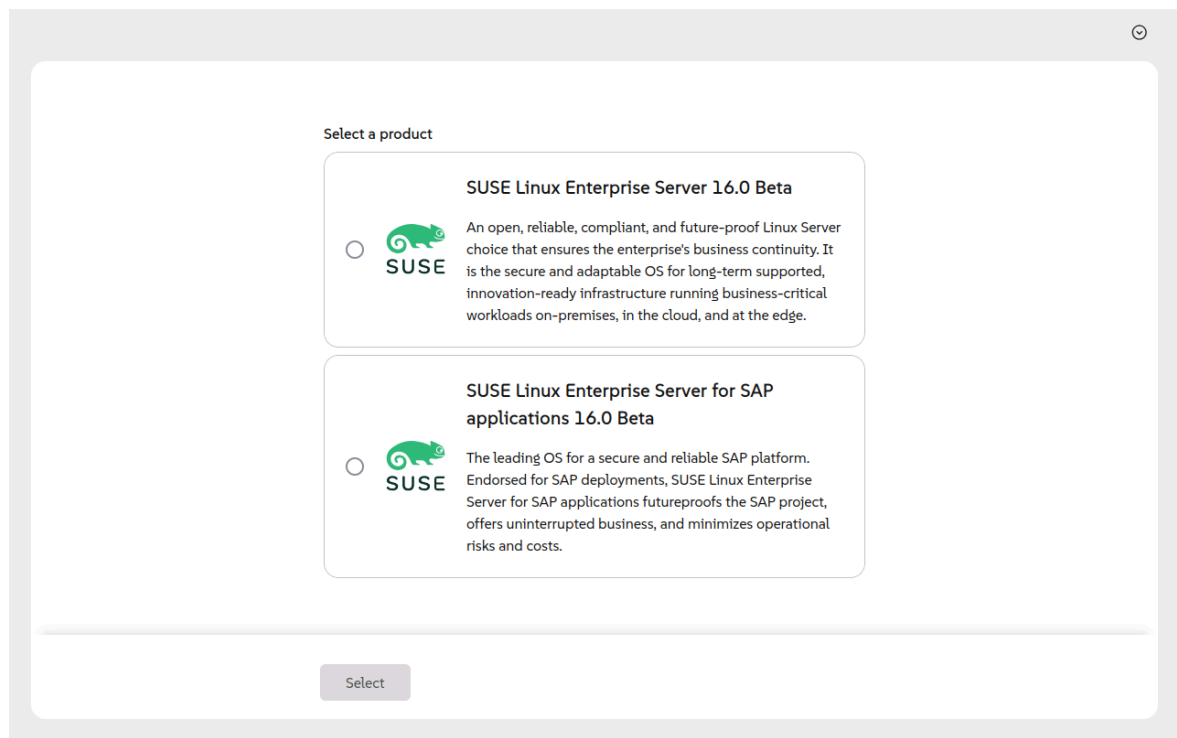 Select a product
SUSE Linux Enterprise Server 16.0 Beta
An open, reliable, compliant, and future-proof Linux Server
choice that ensures the enterprise's business continuity. It
is the secure and adaptable OS for long-term supported,
innovation-ready infrastructure running business-critical
workloads on-premises, in the cloud, and at the edge.
SUSE
SUSE Linux Enterprise Server for SAP
applications 16.0 Beta
The leading OS for a secure and reliable SAP platform.
Endorsed for SAP deployments, SUSE Linux Enterprise
Server for SAP applications futureproofs the SAP project,
offers uninterrupted business, and minimizes operational
risks and costs.
SUSE
Select